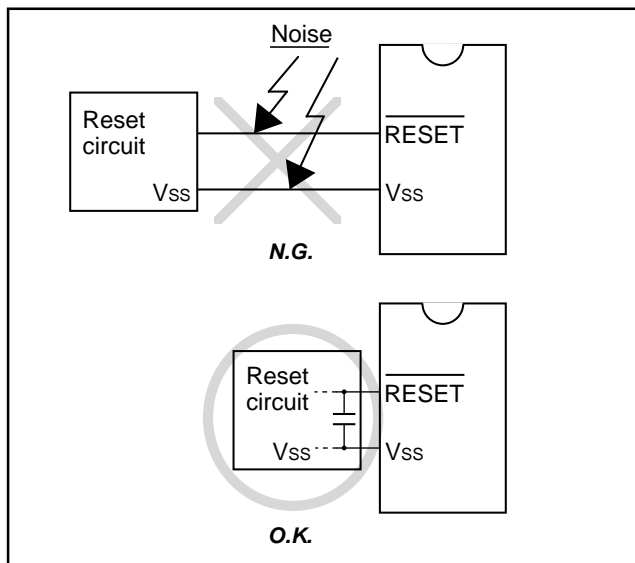 Noise
Reset
circuit
RESET
Vss
Vss
N.G.
Reset
circuit
RESET
Vss
Vss
O.K.